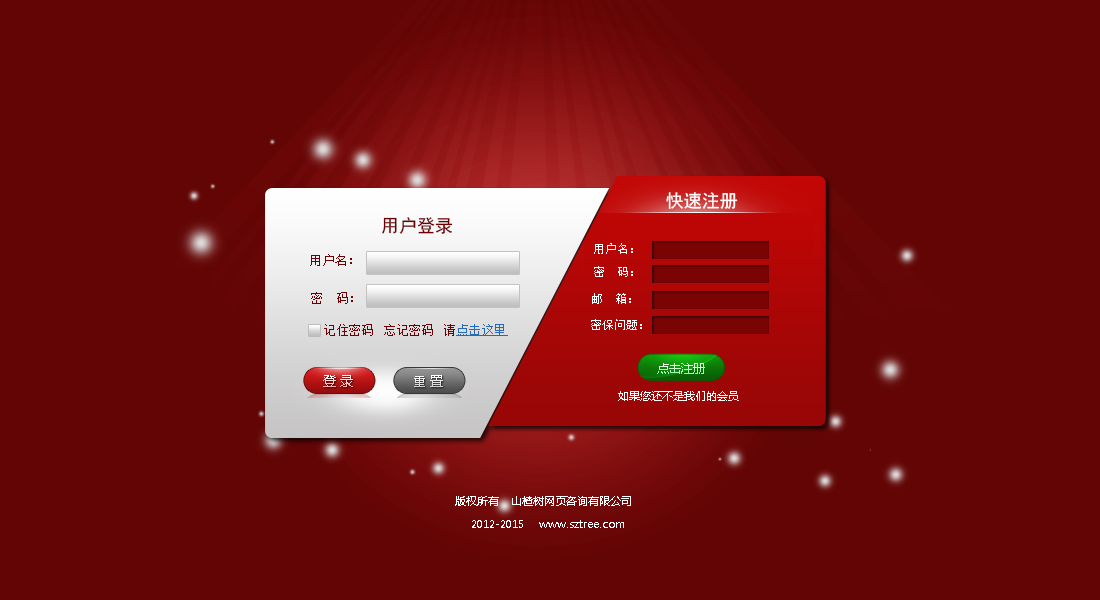 用户登录
用户名：
密 码：
记住密码 忘记密码 请点击这里
登录 重置
快速注册
用户名：
密 码：
邮 箱：
密保问题：
点击注册
如果您还不是我们的会员
版权所有 山楂树网页咨询有限公司
2012-2015 www.sztree.com